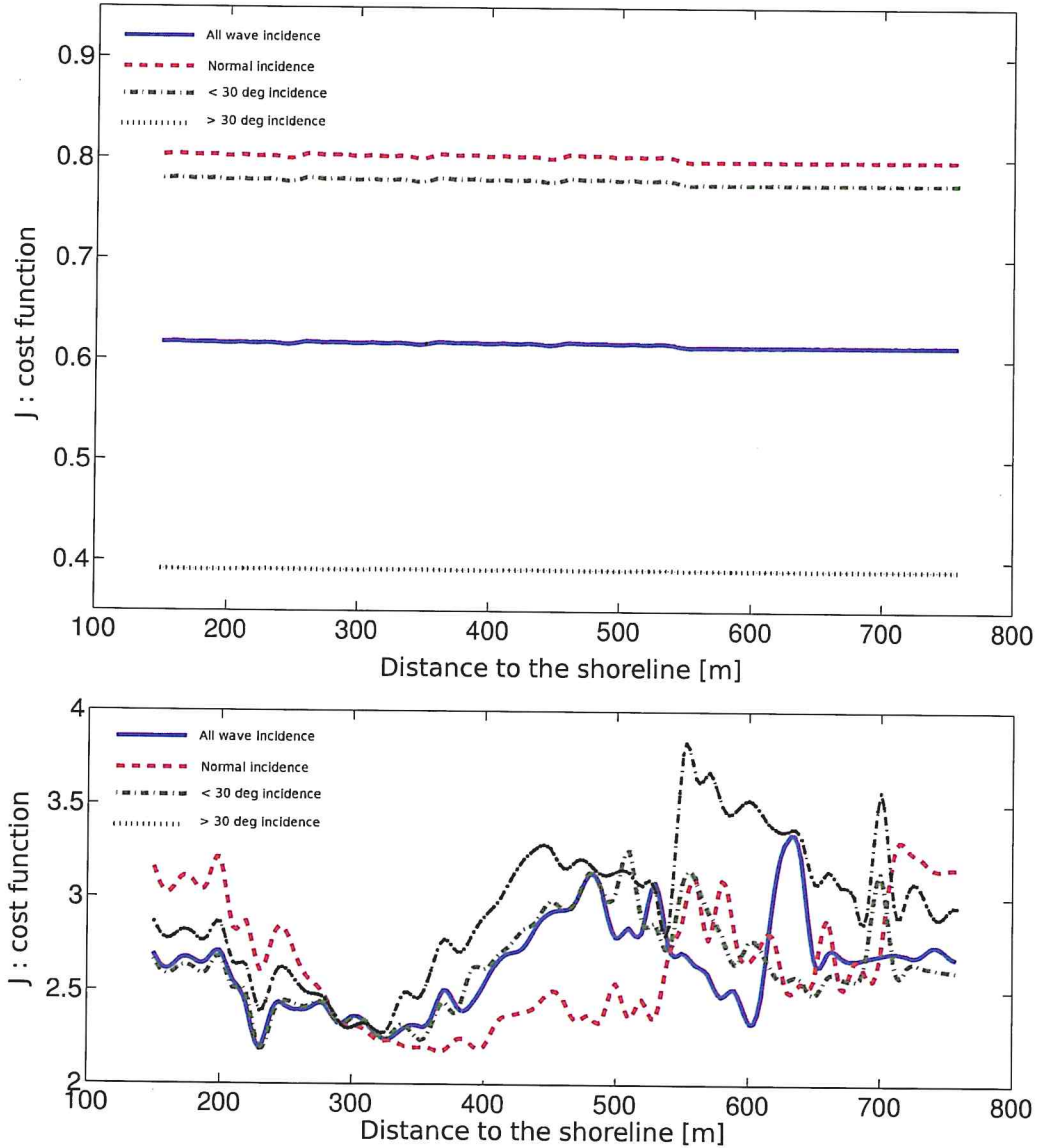 0.9
0.8
0.7
0.6
0.5
0.4
J : cost function
All wave incidence
Normal incidence
< 30 deg incidence
> 30 deg incidence
100 200 300 400 500 600 700 800
Distance to the shoreline [m]
4
3.5
3
2.5
2
J : cost function
All wave incidence
Normal incidence
< 30 deg incidence
> 30 deg incidence
100 200 300 400 500 600 700 800
Distance to the shoreline [m]